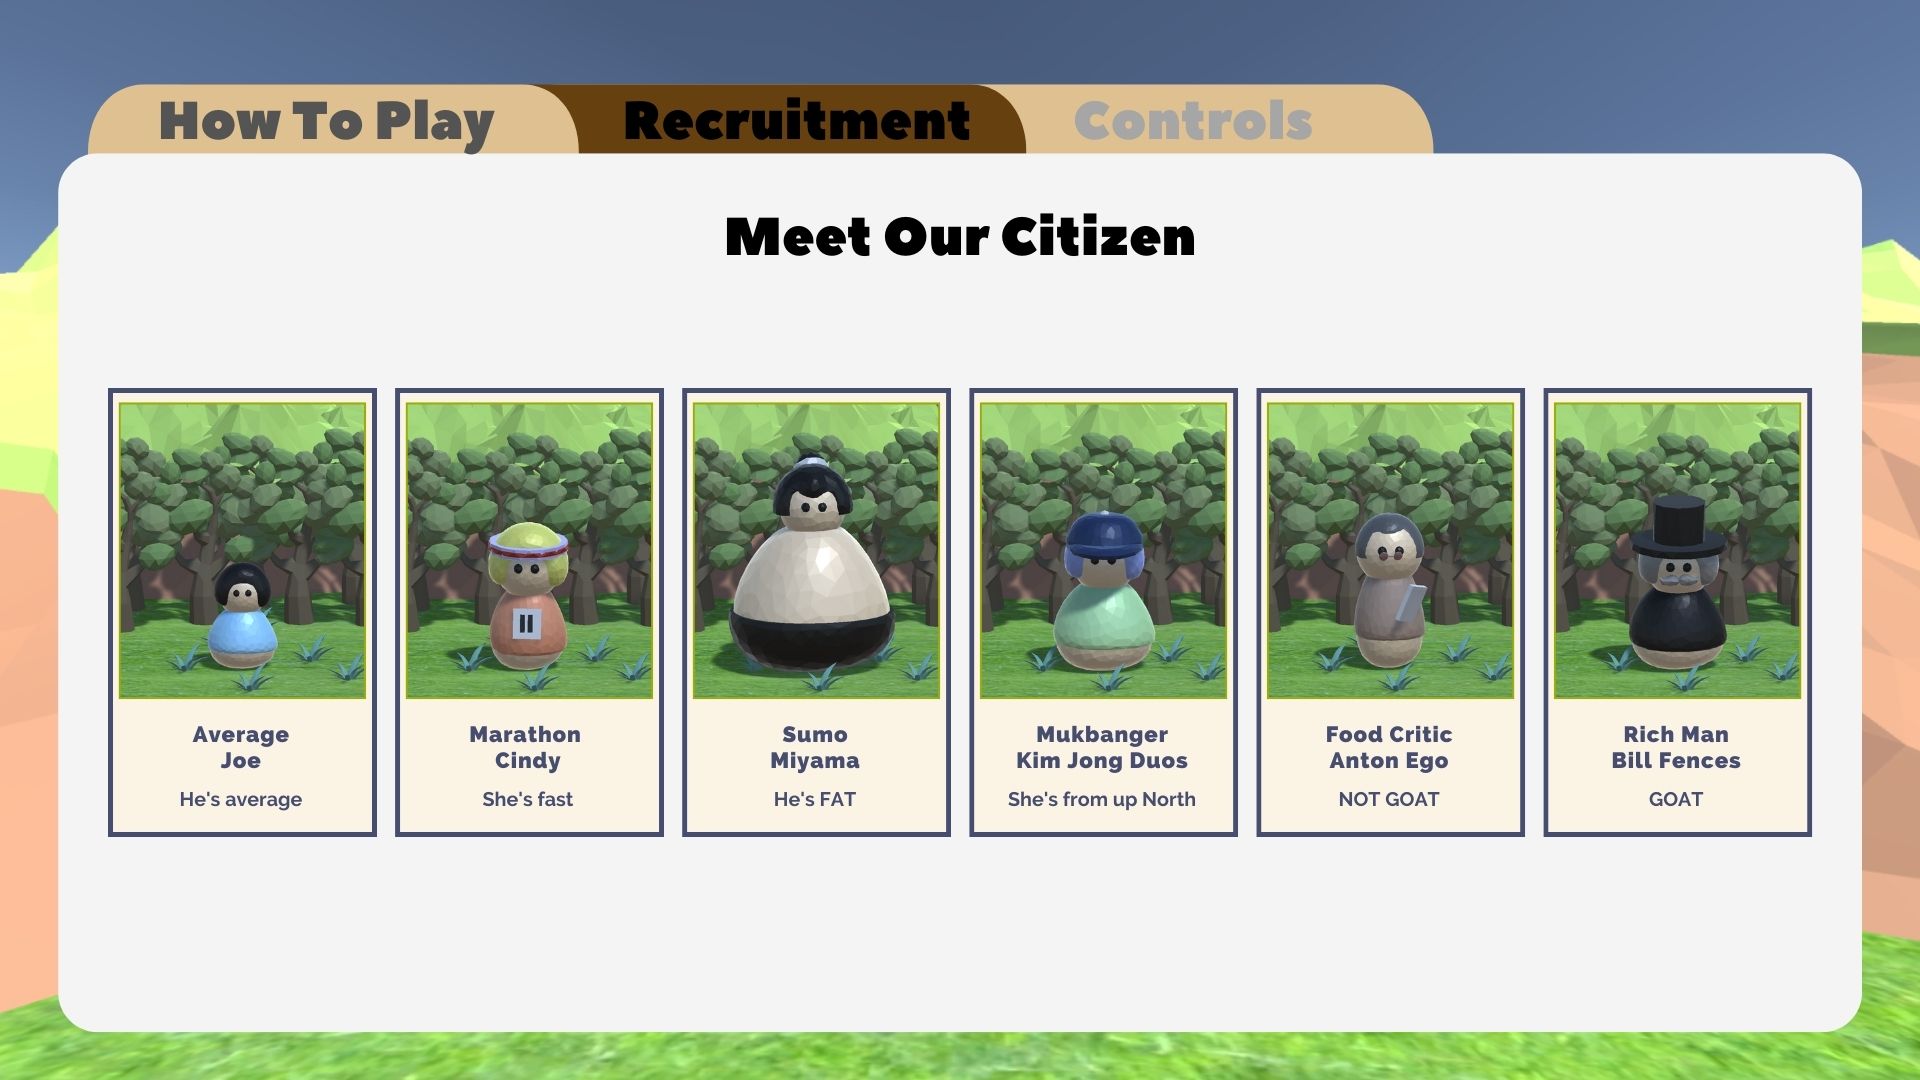 How To Play
Recruitment
Controls
Meet Our Citizen
Average
Joe
He's average
Marathon
Cindy
She's fast
Sumo
Miyama
He's FAT
Mukbanger
Kim Jong Duos
She's from up North
Food Critic
Anton Ego
NOT GOAT
Rich Man
Bill Fences
GOAT